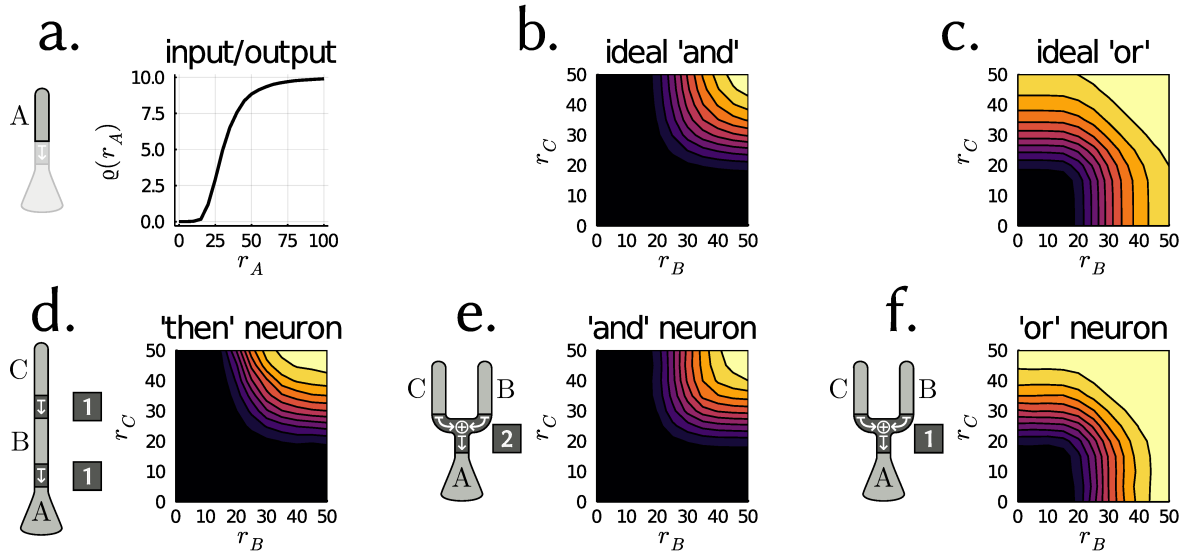 a.
input/output
A
ϱ(r_A)
10.0
7.5
5.0
2.5
0.0
0 25 50 75 100
r_A
b.
ideal 'and'
r_C
50
40
30
20
10
0
0 10 20 30 40 50
r_B
c.
ideal 'or'
r_C
50
40
30
20
10
0
0 10 20 30 40 50
r_B
d.
'then' neuron
C
1
B
1
A
r_C
50
40
30
20
10
0
0 10 20 30 40 50
r_B
e.
'and' neuron
C B
2
A
r_C
50
40
30
20
10
0
0 10 20 30 40 50
r_B
f.
'or' neuron
C B
1
A
r_C
50
40
30
20
10
0
0 10 20 30 40 50
r_B